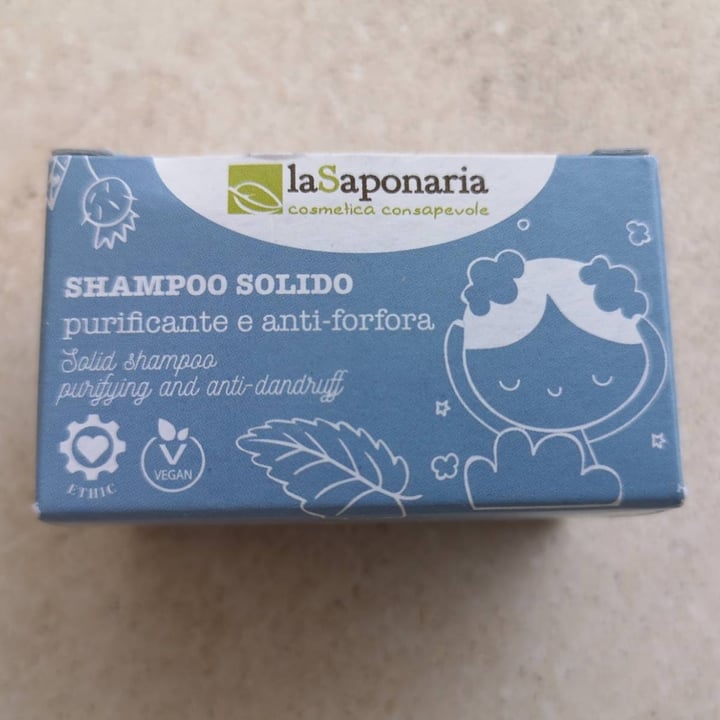 laSaponaria
cosmetica consapevole
SHAMPOO SOLIDO
purificante e anti-forfora
Solid shampoo
purifying and anti-dandruff
ETHIC
VEGAN